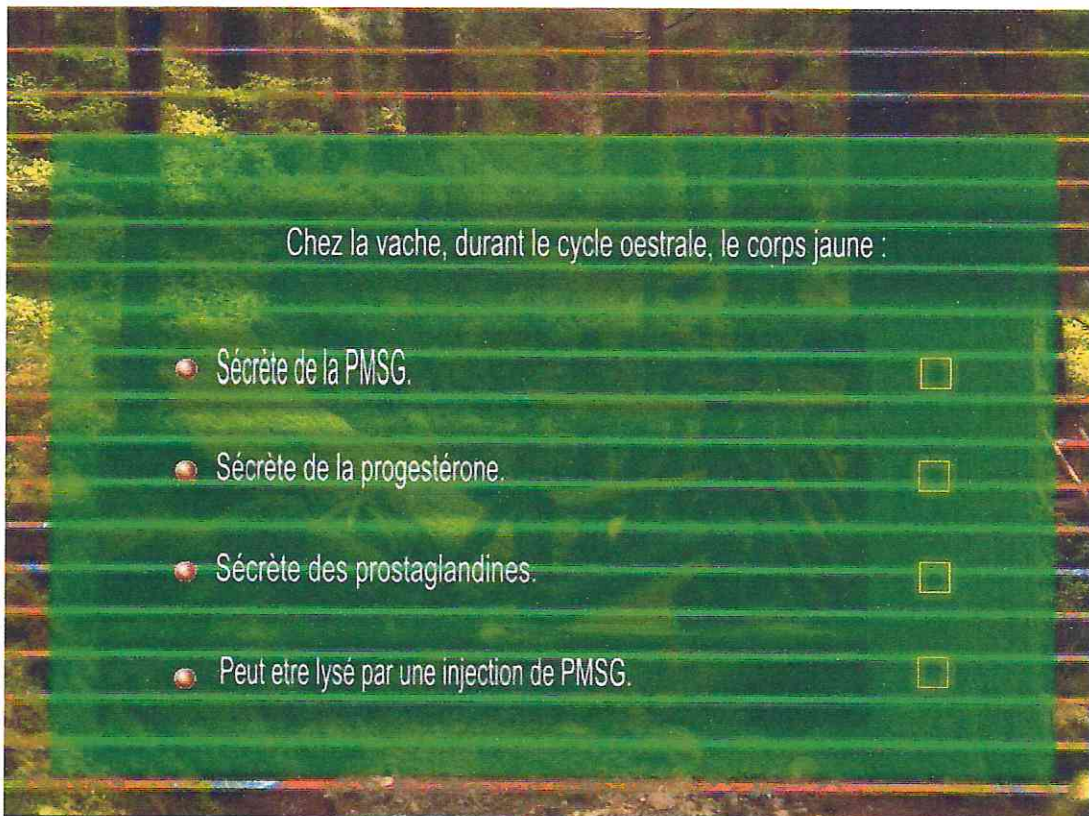 Chez la vache, durant le cycle oestrale, le corps jaune :
Sécrète de la PMSG.
Sécrète de la progestérone.
Sécrète des prostaglandines.
Peut etre lysé par une injection de PMSG.